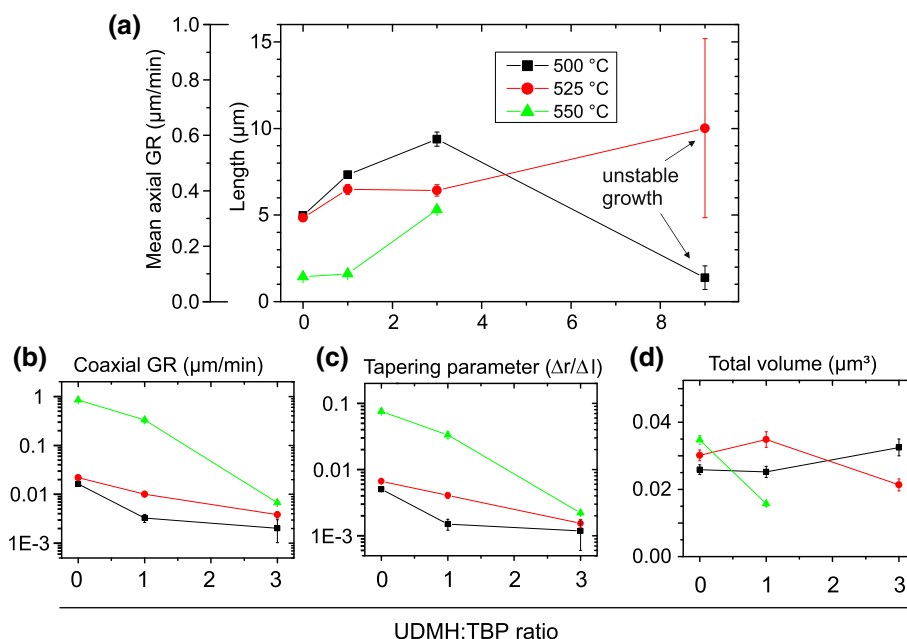 (a)
Mean axial GR (µm/min)
1.0
0.8
0.6
0.4
0.2
0.0
Length (µm)
15
10
5
0
500 °C
525 °C
550 °C
unstable
growth
0 2 4 6 8
(b) Coaxial GR (µm/min)
1
0.1
0.01
1E-3
0 1 3
(c) Tapering parameter (Δr/Δl)
0.1
0.01
1E-3
0 1 3
(d) Total volume (µm³)
0.04
0.02
0.00
0 1 3
UDMH:TBP ratio